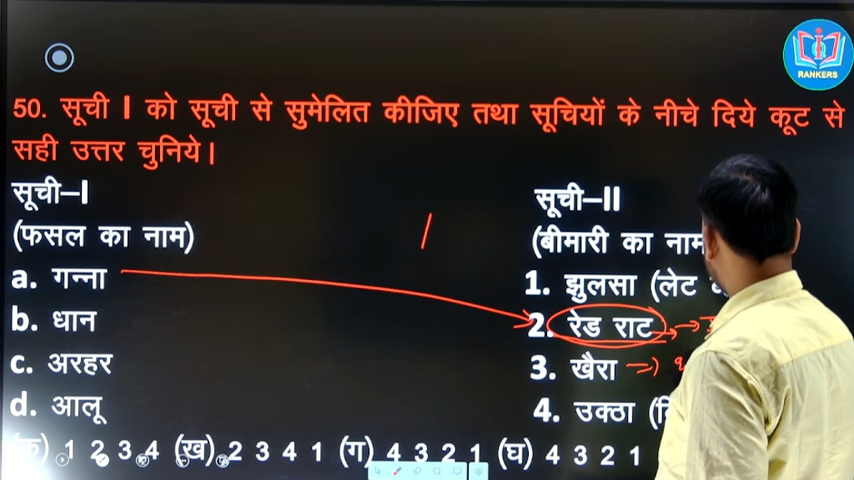 RANKERS
50. सूची I को सूची से सुमेलित कीजिए तथा सूचियों के नीचे दिये कूट से
सही उत्तर चुनिये।
सूची–I
सूची–II
(फसल का नाम)
(बीमारी का नाम
a. गन्ना
1. झुलसा (लेट
b. धान
2. रेड राट
c. अरहर
3. खैरा
d. आलू
4. उक्ठा
(क) 1 2 3 4 (ख) 2 3 4 1 (ग) 4 3 2 1 (घ) 4 3 2 1